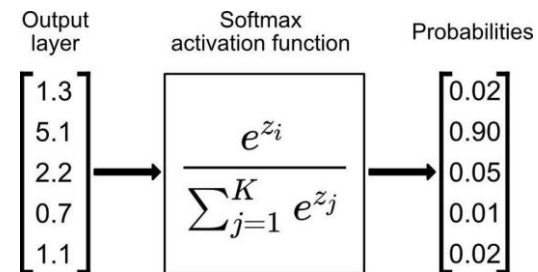 Output
layer
Softmax
activation function
Probabilities
1.3
5.1
2.2
0.7
1.1
e^{z_i}
\sum_{j=1}^{K} e^{z_j}
0.02
0.90
0.05
0.01
0.02